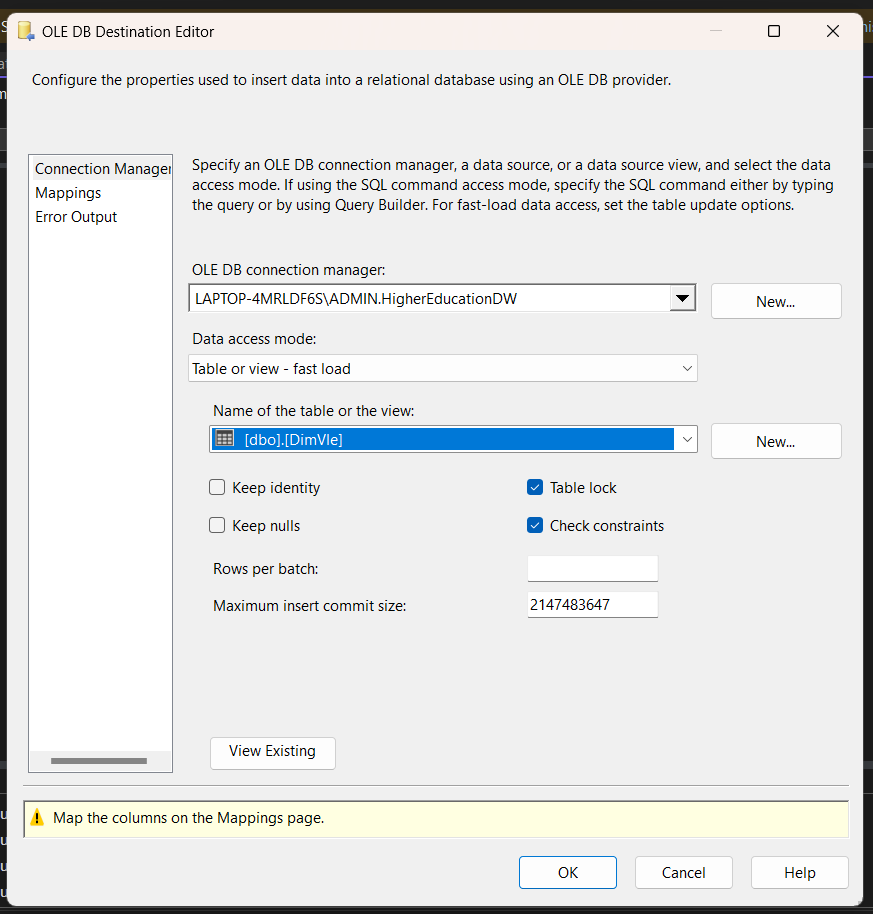 OLE DB Destination Editor
Configure the properties used to insert data into a relational database using an OLE DB provider.
Connection Manager
Mappings
Error Output
Specify an OLE DB connection manager, a data source, or a data source view, and select the data
access mode. If using the SQL command access mode, specify the SQL command either by typing
the query or by using Query Builder. For fast-load data access, set the table update options.
OLE DB connection manager:
LAPTOP-4MRLDF6S\ADMIN.HigherEducationDW
New...
Data access mode:
Table or view - fast load
Name of the table or the view:
[dbo].[DimVle]
New...
Keep identity
Table lock
Keep nulls
Check constraints
Rows per batch:
Maximum insert commit size:
2147483647
View Existing
Map the columns on the Mappings page.
OK
Cancel
Help